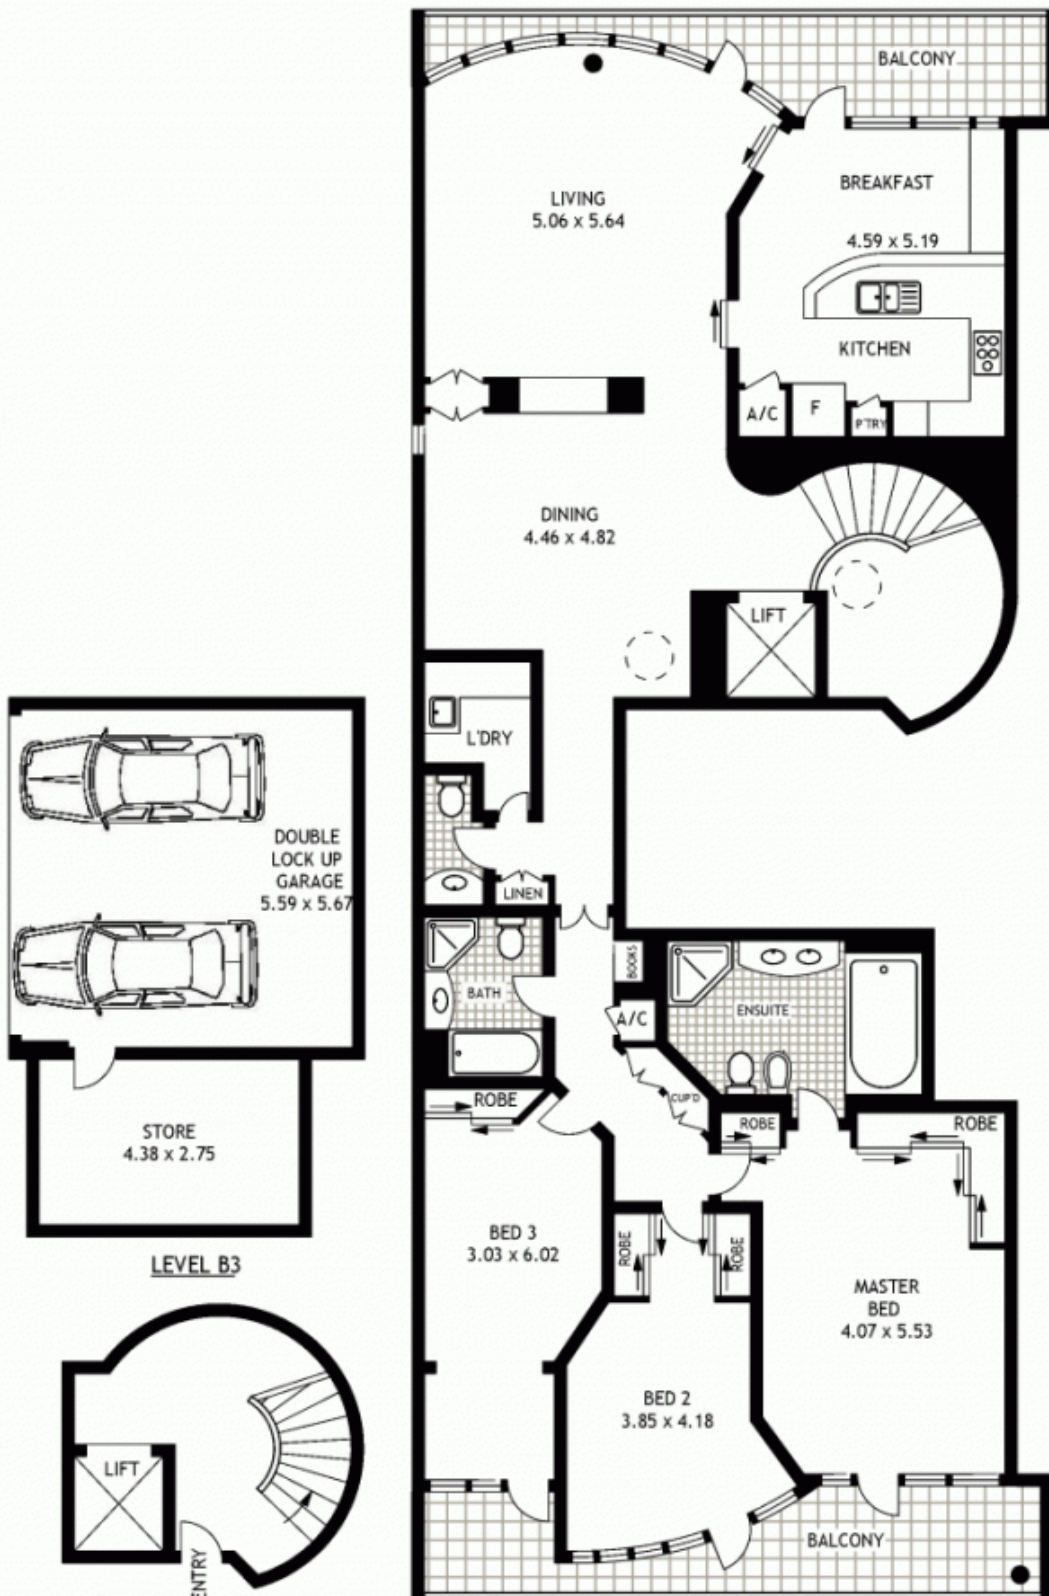 BALCONY
BREAKFAST
4.59 x 5.19
LIVING
5.06 x 5.64
KITCHEN
A/C
F
P'TRY
DINING
4.46 x 4.82
LIFT
L'DRY
LINEN
DOUBLE
LOCK UP
GARAGE
5.59 x 5.67
STORE
4.38 x 2.75
LEVEL B3
LIFT
ENTRY
BOOKS
BATH
A/C
ENSUITE
CUP'D
ROBE
ROBE
ROBE
BED 3
3.03 x 6.02
ROBE
ROBE
MASTER
BED
4.07 x 5.53
BED 2
3.85 x 4.18
BALCONY